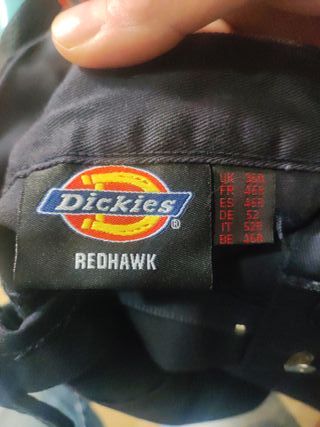 Dickies
®
REDHAWK
UK 36R
FR 46R
ES 46R
DE 52
IT 52R
BE 46R